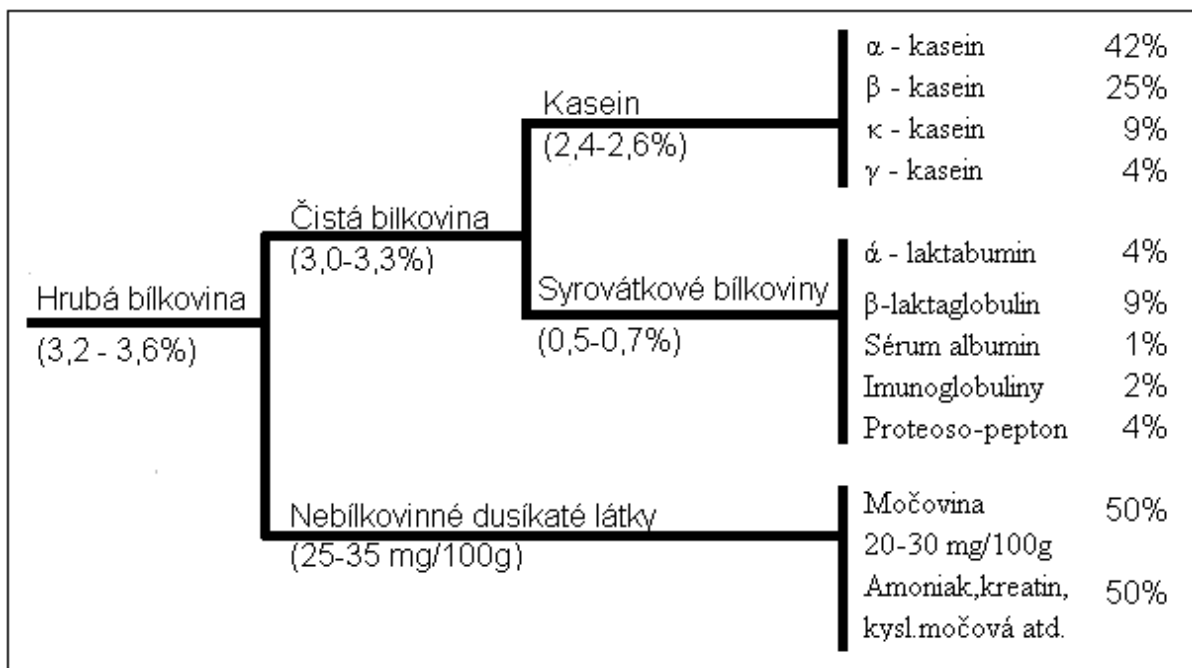 Hrubá bílkovina
(3,2 - 3,6%)
Čistá bilkovina
(3,0-3,3%)
Kasein
(2,4-2,6%)
α - kasein 42%
β - kasein 25%
κ - kasein 9%
γ - kasein 4%
Syrovátkové bílkoviny
(0,5-0,7%)
ά - laktabumin 4%
β-laktaglobulin 9%
Sérum albumin 1%
Imunoglobuliny 2%
Proteoso-pepton 4%
Nebílkovinné dusíkaté látky
(25-35 mg/100g)
Močovina 50%
20-30 mg/100g
Amoniak,kreatin, 50%
kysl.močová atd.